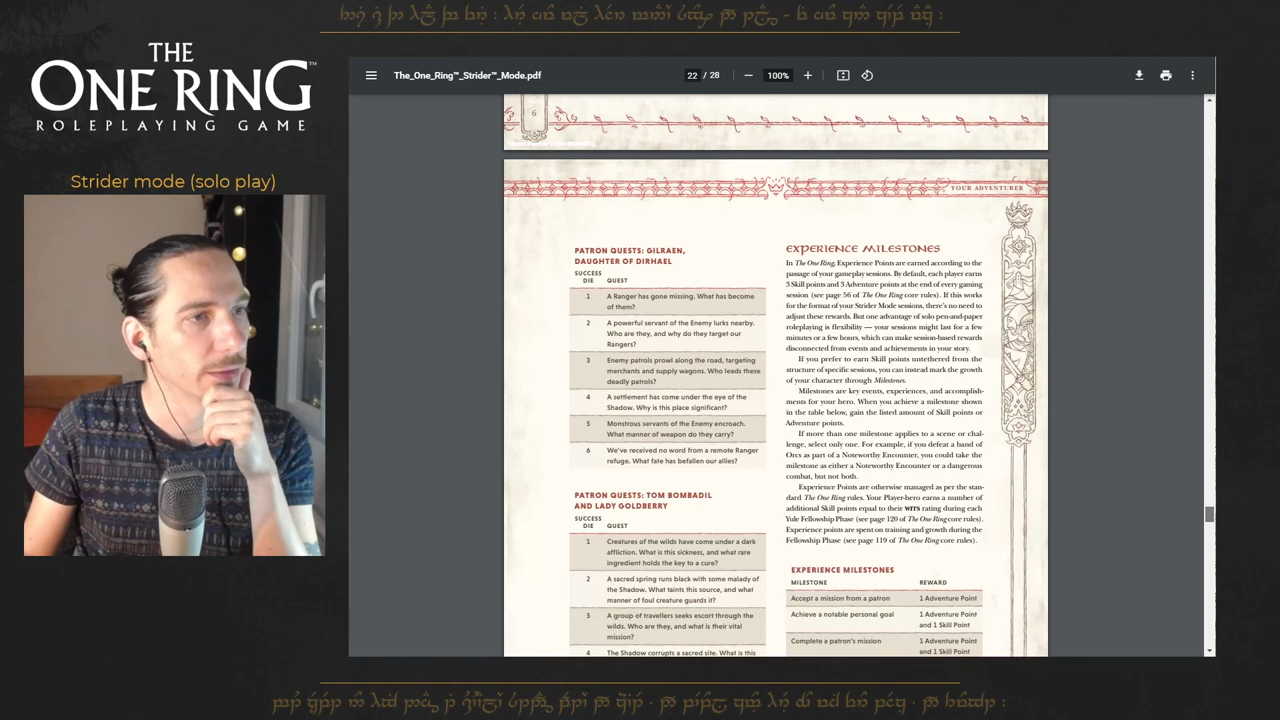 THE
ONE RING™
ROLEPLAYING GAME
Strider mode (solo play)
The_One_Ring™_Strider™_Mode.pdf
22 / 28
100%
6
YOUR ADVENTURER
PATRON QUESTS: GILRAEN,
DAUGHTER OF DIRHAEL
SUCCESS
DIE QUEST
1 A Ranger has gone missing. What has become
of them?
2 A powerful servant of the Enemy lurks nearby.
Who are they, and why do they target our
Rangers?
3 Enemy patrols prowl along the road, targeting
merchants and supply wagons. Who leads these
deadly patrols?
4 A settlement has come under the eye of the
Shadow. Why is this place significant?
5 Monstrous servants of the Enemy encroach.
What manner of weapon do they carry?
6 We've received no word from a remote Ranger
refuge. What fate has befallen our allies?
PATRON QUESTS: TOM BOMBADIL
AND LADY GOLDBERRY
SUCCESS
DIE QUEST
1 Creatures of the wilds have come under a dark
affliction. What is this sickness, and what rare
ingredient holds the key to a cure?
2 A sacred spring runs black with some malady of
the Shadow. What taints this source, and what
manner of foul creature guards it?
3 A group of travellers seeks escort through the
wilds. Who are they, and what is their vital
mission?
4 The Shadow corrupts a sacred site. What is this
EXPERIENCE MILESTONES
In The One Ring, Experience Points are earned according to the
passage of your gameplay sessions. By default, each player earns
3 Skill points and 3 Adventure points at the end of every gaming
session (see page 56 of The One Ring core rules). If this works
for the format of your Strider Mode sessions, there's no need to
adjust these rewards. But one advantage of solo pen-and-paper
roleplaying is flexibility — your sessions might last for a few
minutes or a few hours, which can make session-based rewards
disconnected from events and achievements in your story.
If you prefer to earn Skill points untethered from the
structure of specific sessions, you can instead mark the growth
of your character through Milestones.
Milestones are key events, experiences, and accomplish-
ments for your hero. When you achieve a milestone shown
in the table below, gain the listed amount of Skill points or
Adventure points.
If more than one milestone applies to a scene or chal-
lenge, select only one. For example, if you defeat a band of
Orcs as part of a Noteworthy Encounter, you could take the
milestone as either a Noteworthy Encounter or a dangerous
combat, but not both.
Experience Points are otherwise managed as per the stan-
dard The One Ring rules. Your Player-hero earns a number of
additional Skill points equal to their WITS rating during each
Yule Fellowship Phase (see page 120 of The One Ring core rules).
Experience points are spent on training and growth during the
Fellowship Phase (see page 119 of The One Ring core rules).
EXPERIENCE MILESTONES
MILESTONE REWARD
Accept a mission from a patron 1 Adventure Point
Achieve a notable personal goal 1 Adventure Point
and 1 Skill Point
Complete a patron's mission 1 Adventure Point
and 1 Skill Point